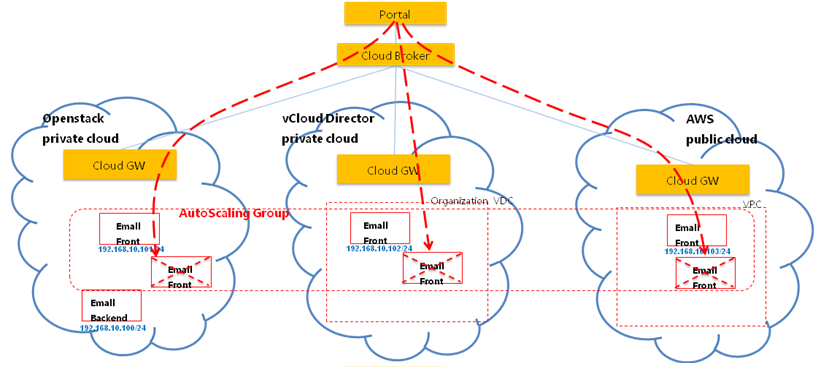 Portal
Cloud Broker
Øpenstack
private cloud
vCloud Director
private cloud
AWS
public cloud
Cloud GW
Cloud GW
Cloud GW
Organization VDC
VPC
AutoScaling Group
Email
Front
192.168.10.101/24
Email
Front
192.168.10.102/24
Email
Front
192.168.10.103/24
Email
Front
Email
Front
Email
Front
Email
Backend
192.168.10.100/24